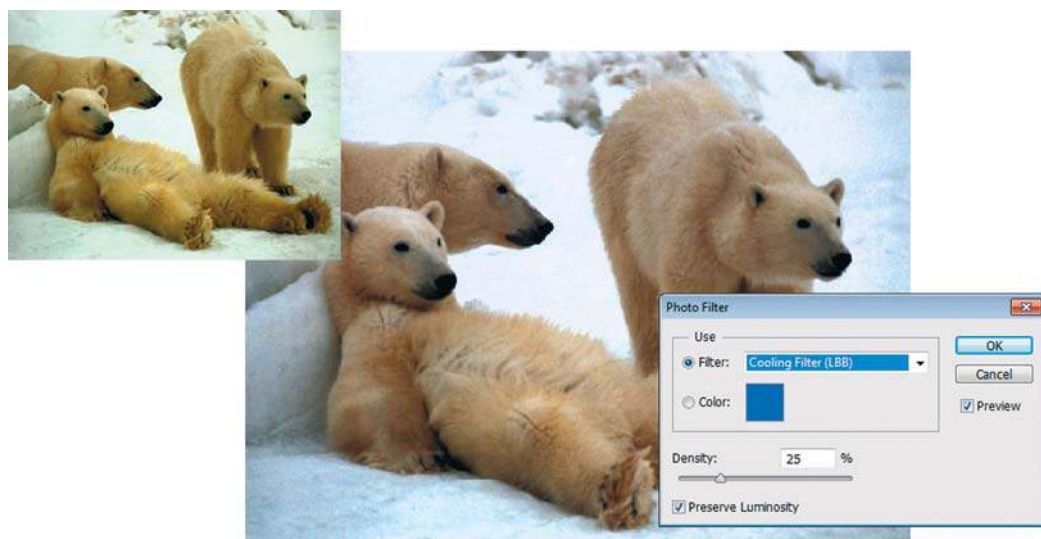 Photo Filter
Use
Filter: Cooling Filter (LBB)
Color:
OK
Cancel
Preview
Density: 25 %
Preserve Luminosity